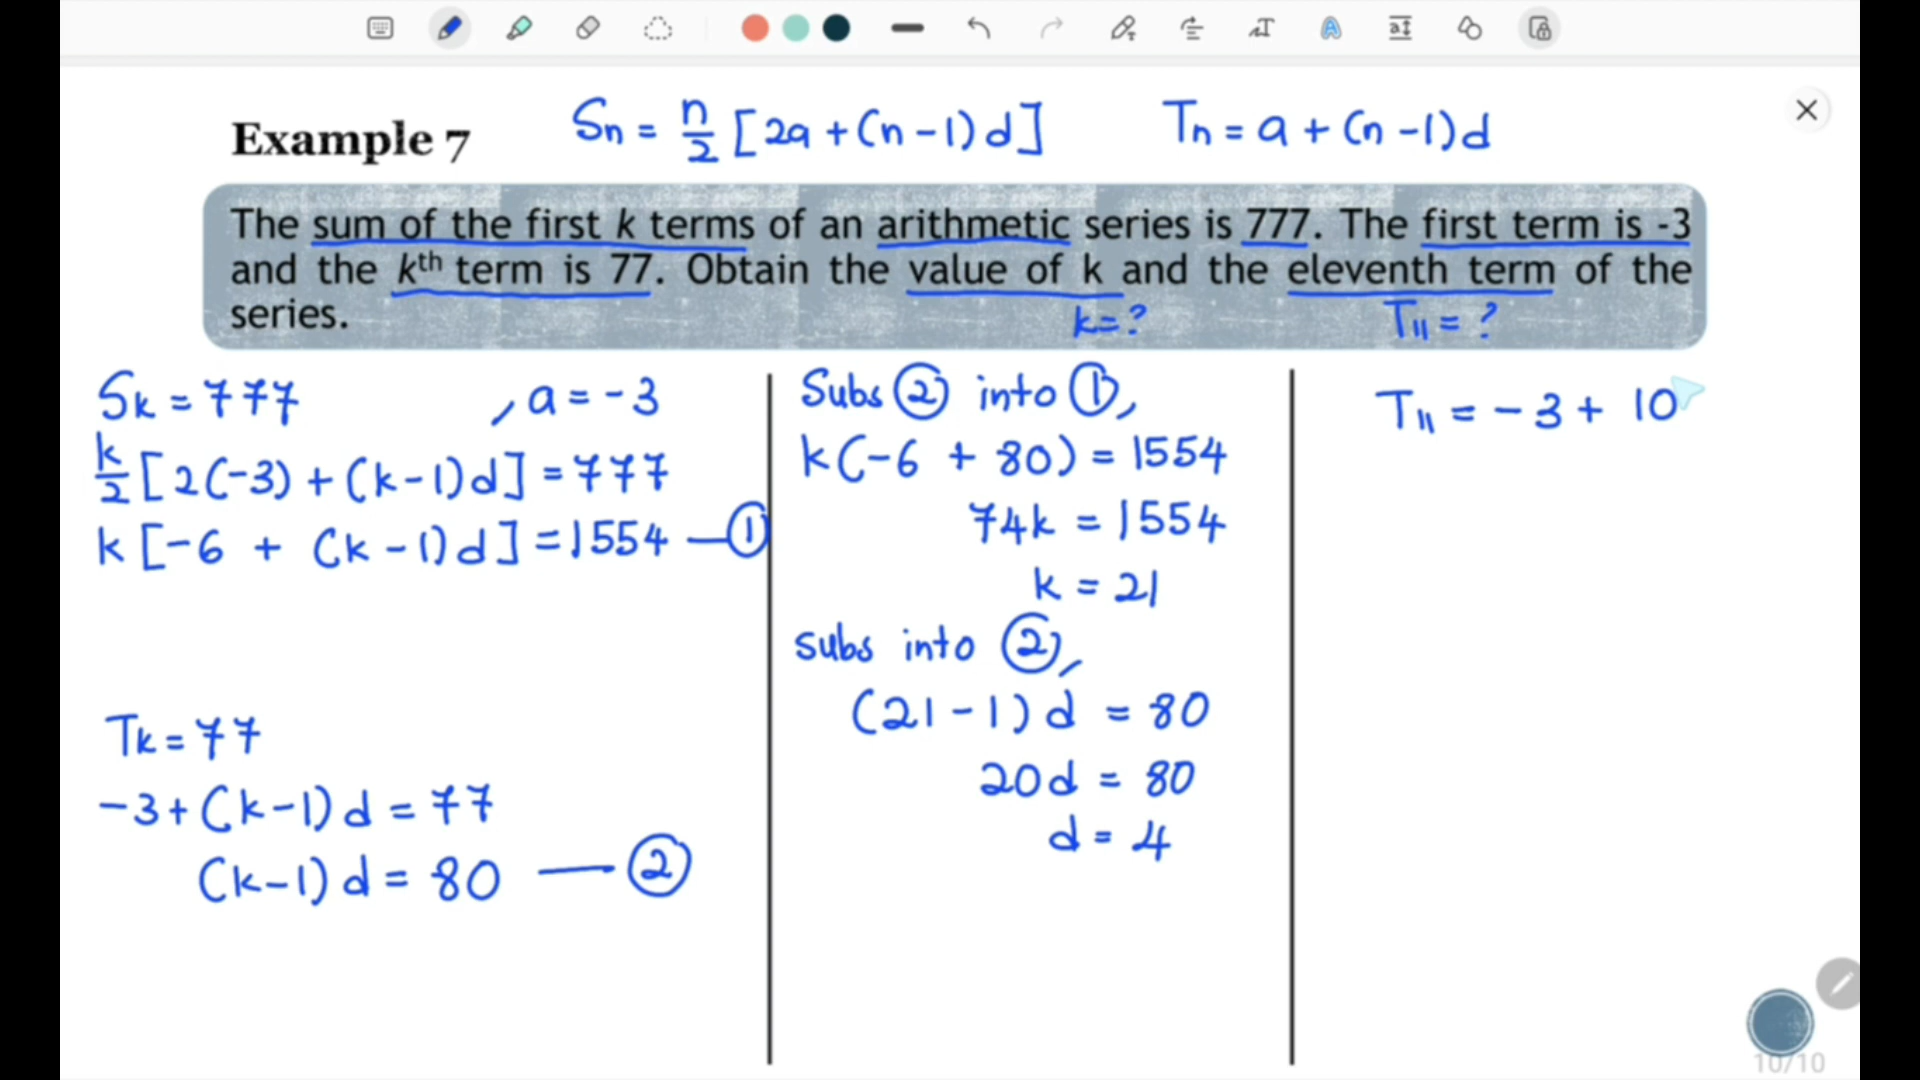 Example 7
Sn = n/2 [2a + (n - 1) d]
Tn = a + (n - 1)d
The sum of the first k terms of an arithmetic series is 777. The first term is -3
and the kth term is 77. Obtain the value of k and the eleventh term of the
series.
k = ?
T11 = ?
Sk = 777 , a = -3
k/2 [2(-3) + (k-1)d] = 777
k [-6 + (k-1)d] = 1554 — ①
Tk = 77
-3 + (k-1) d = 77
(k-1) d = 80 — ②
Subs ② into ①,
k(-6 + 80) = 1554
74k = 1554
k = 21
subs into ②,
(21 - 1) d = 80
20d = 80
d = 4
T11 = -3 + 10
10/10